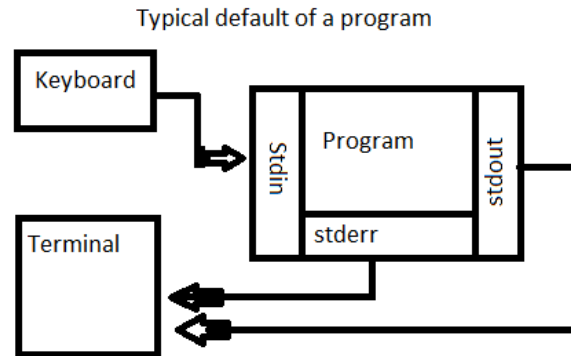 Typical default of a program
Keyboard
Stdin
Program
stdout
stderr
Terminal